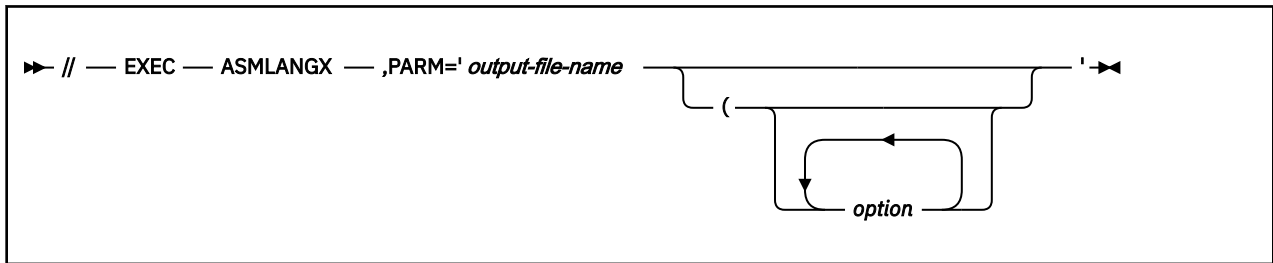 // EXEC ASMLANGX ,PARM=' output-file-name '
(
option